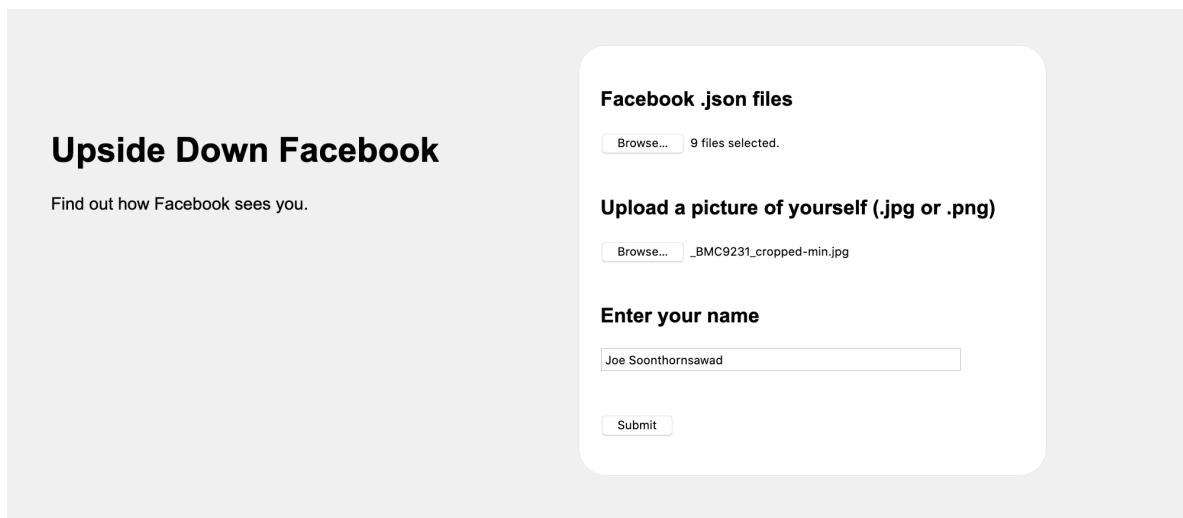 Upside Down Facebook
Find out how Facebook sees you.
Facebook .json files
Browse... 9 files selected.
Upload a picture of yourself (.jpg or .png)
Browse... _BMC9231_cropped-min.jpg
Enter your name
Joe Soonthornsawad
Submit